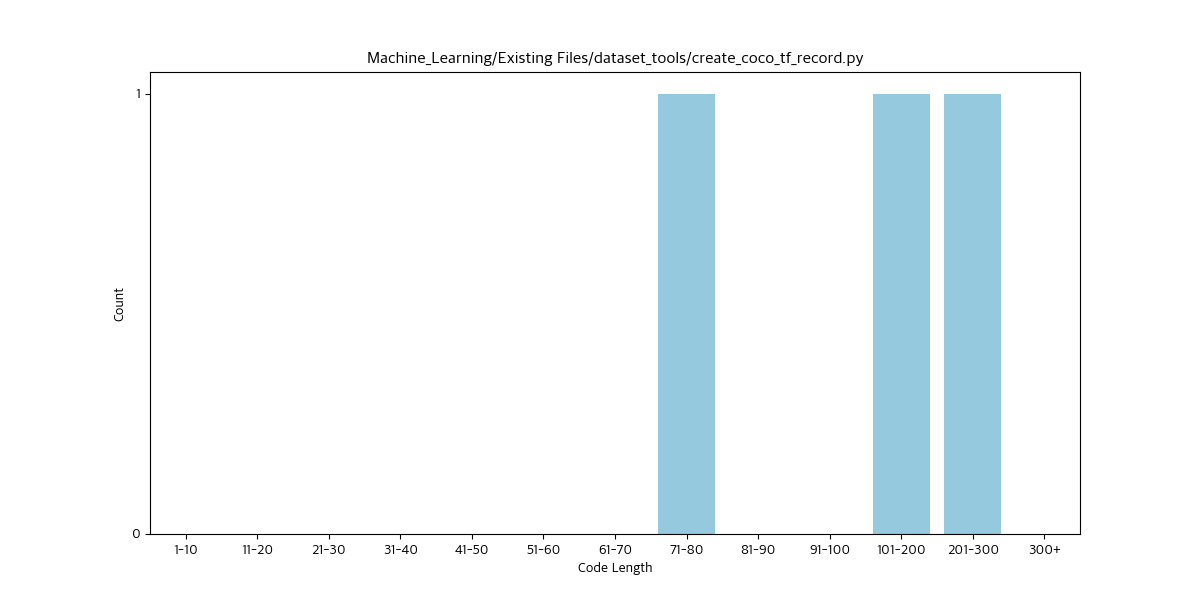 Machine_Learning/Existing Files/dataset_tools/create_coco_tf_record.py
1
0
Count
1-10 11-20 21-30 31-40 41-50 51-60 61-70 71-80 81-90 91-100 101-200 201-300 300+
Code Length